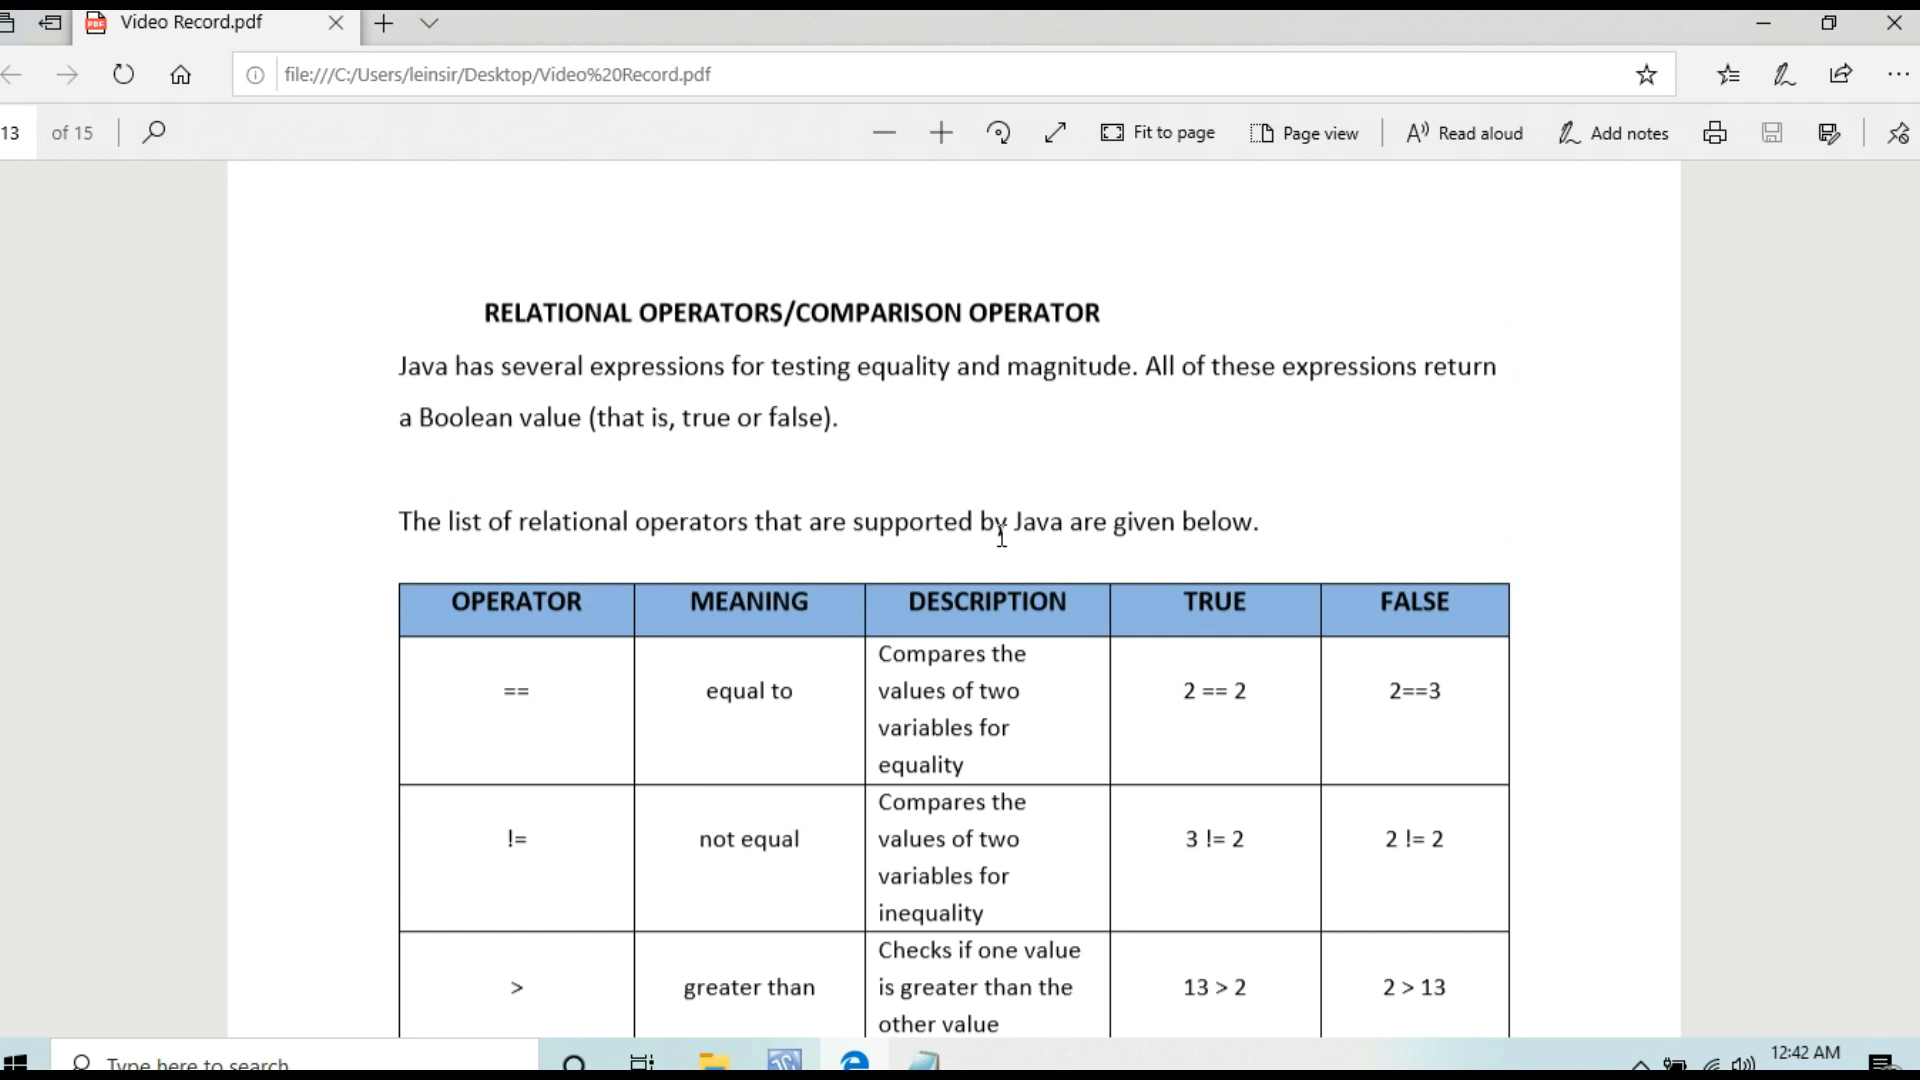 Video Record.pdf
file:///C:/Users/leinsir/Desktop/Video%20Record.pdf
13 of 15 Fit to page Page view Read aloud Add notes
RELATIONAL OPERATORS/COMPARISON OPERATOR
Java has several expressions for testing equality and magnitude. All of these expressions return
a Boolean value (that is, true or false).
The list of relational operators that are supported by Java are given below.
OPERATOR MEANING DESCRIPTION TRUE FALSE
== equal to Compares the values of two variables for equality 2 == 2 2==3
!= not equal Compares the values of two variables for inequality 3 != 2 2 != 2
> greater than Checks if one value is greater than the other value 13 > 2 2 > 13
Type here to search
12:42 AM